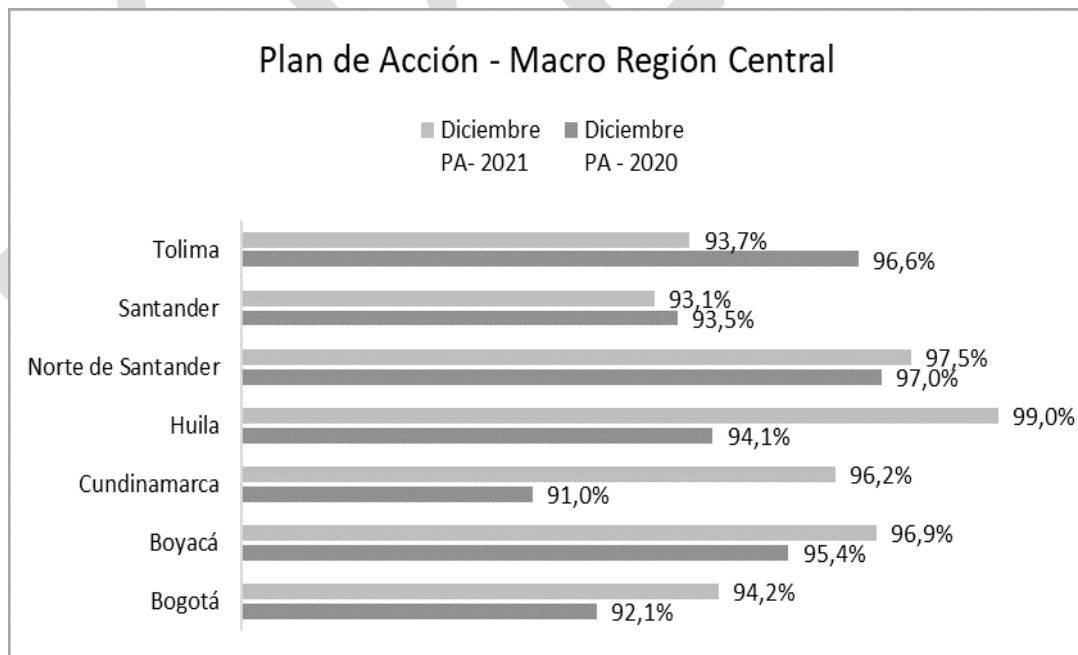 Plan de Acción - Macro Región Central
Diciembre PA- 2021
Diciembre PA - 2020
Tolima
93,7%
96,6%
Santander
93,1%
93,5%
Norte de Santander
97,5%
97,0%
Huila
99,0%
94,1%
Cundinamarca
96,2%
91,0%
Boyacá
96,9%
95,4%
Bogotá
94,2%
92,1%